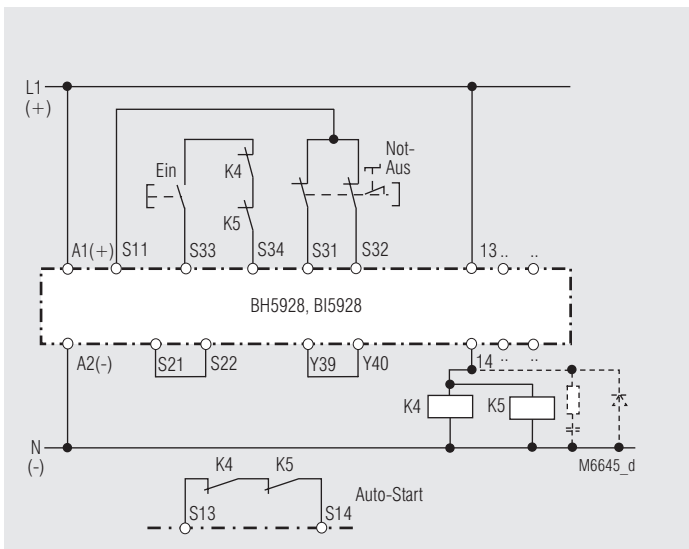 L1
(+)
Not-
Aus
Ein
K4
K5
A1(+) S11 S33 S34 S31 S32 13 .. ..
BH5928, BI5928
A2(-) S21 S22 Y39 Y40 14 .. ..
K4 K5
N
(-)
M6645_d
K4 K5
Auto-Start
S13 S14